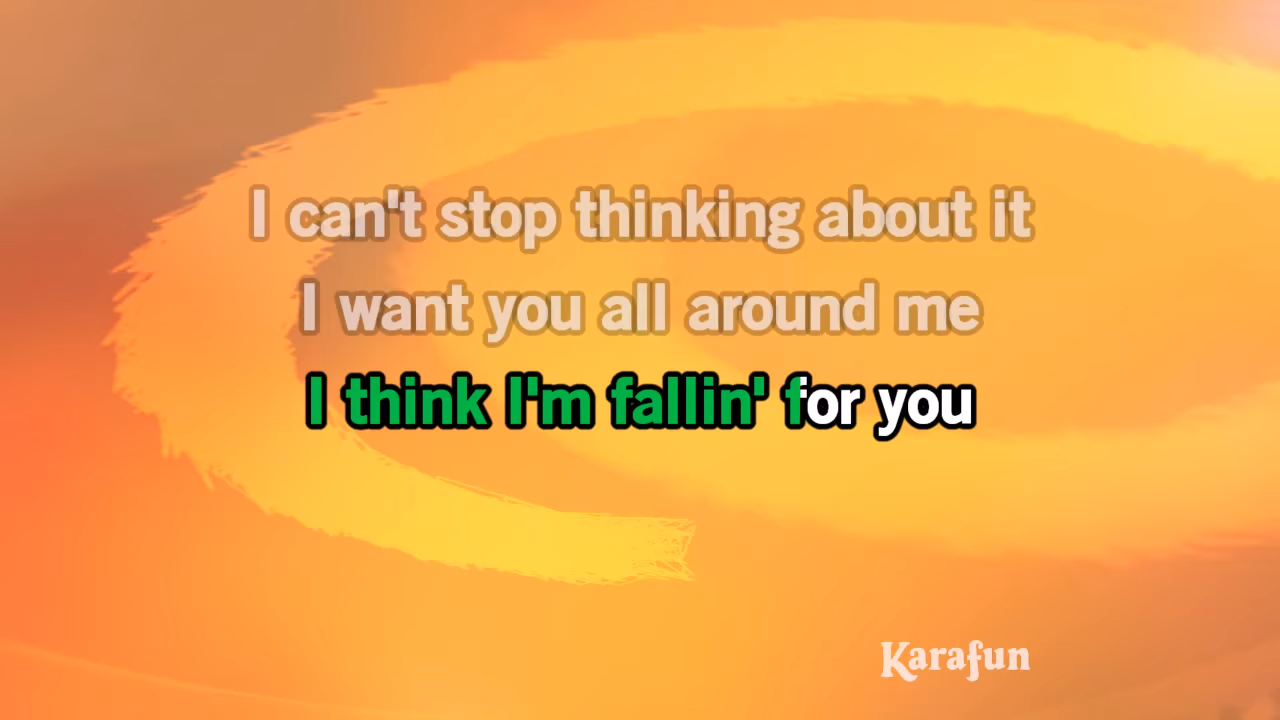 I can't stop thinking about it
I want you all around me
I think I'm fallin' for you
Karafun